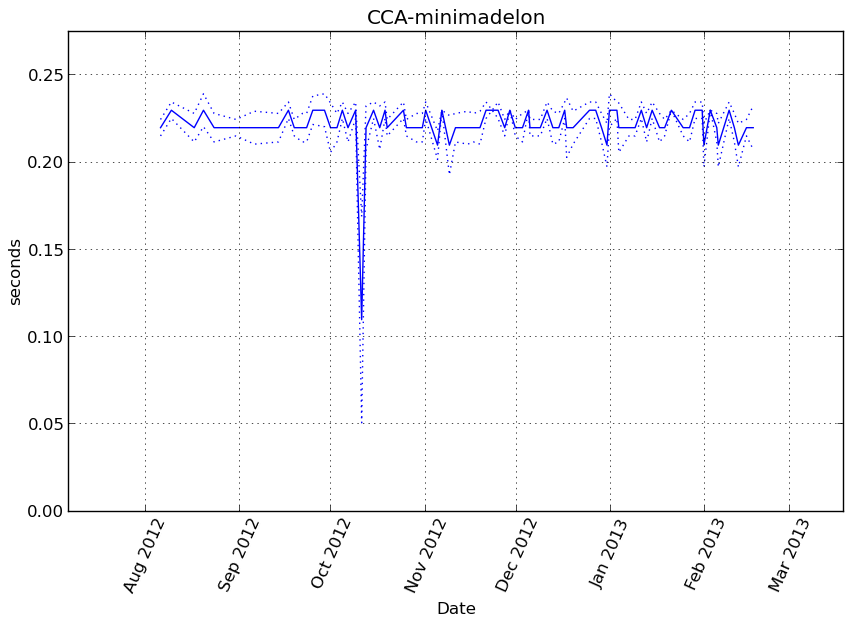 CCA-minimadelon
0.25
0.20
0.15
0.10
0.05
0.00
seconds
Aug 2012
Sep 2012
Oct 2012
Nov 2012
Dec 2012
Jan 2013
Feb 2013
Mar 2013
Date